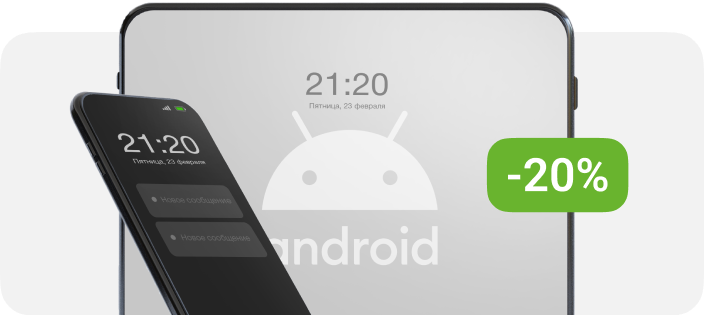 21:20
Пятница, 23 февраля
21:20
Пятница, 23 февраля
Новое сообщение
Новое сообщение
android
-20%